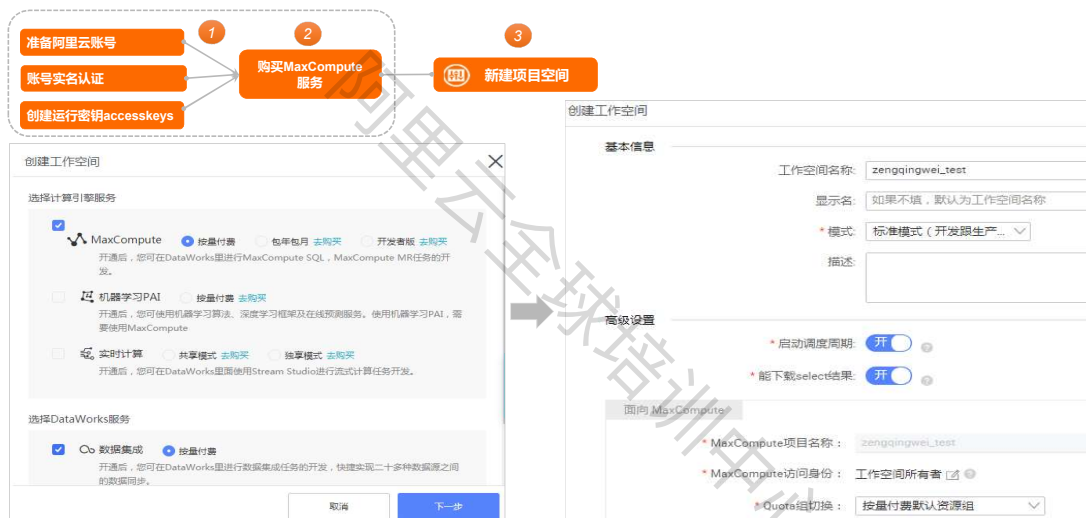 1
2
3
准备阿里云账号
账号实名认证
创建运行密钥accesskeys
购买MaxCompute
服务
新建项目空间
创建工作空间
选择计算引擎服务
MaxCompute 按量付费 包年包月 去购买 开发者版 去购买
开通后，您可在DataWorks里进行MaxCompute SQL，MaxCompute MR任务的开
发。
机器学习PAI 按量付费 去购买
开通后，您可使用机器学习算法、深度学习框架及在线预测服务。使用机器学习PAI，需
要使用MaxCompute
实时计算 共享模式 去购买 独享模式 去购买
开通后，您可在DataWorks里面使用Stream Studio进行流式计算任务开发。
选择DataWorks服务
数据集成 按量付费
开通后，您可在DataWorks里进行数据集成任务的开发，快捷实现二十多种数据源之间
的数据同步。
取消 下一步
创建工作空间
基本信息
工作空间名称: zengqingwei_test
显示名: 如果不填，默认为工作空间名称
* 模式: 标准模式（开发跟生产...
描述:
高级设置
* 启动调度周期: 开
* 能下载select结果: 开
面向 MaxCompute
* MaxCompute项目名称： zengqingwei_test
* MaxCompute访问身份： 工作空间所有者
* Quota组切换： 按量付费默认资源组
阿里云全球培训中心